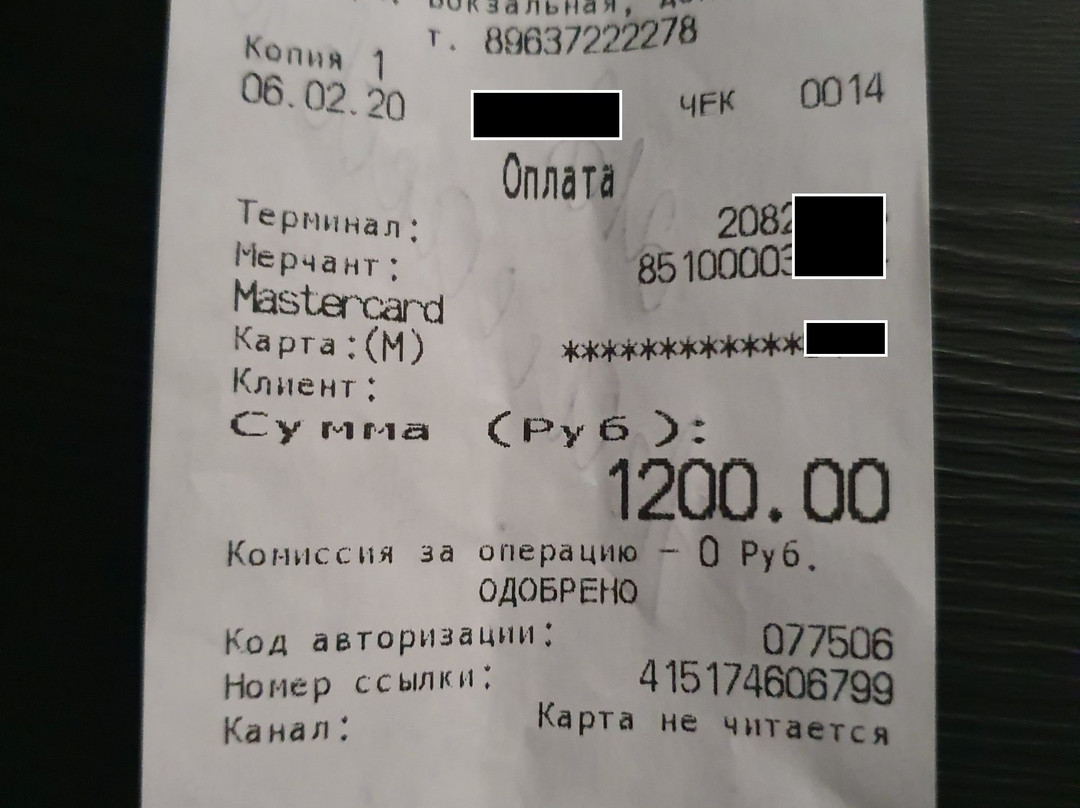 Вокзальная,
т. 89637222278
Копия 1
06.02.20 ЧЕК 0014
Оплата
Терминал: 2082
Мерчант: 85100003
Mastercard
Карта:(M) ************
Клиент:
Сумма (Руб):
1200.00
Комиссия за операцию - 0 Руб.
ОДОБРЕНО
Код авторизации: 077506
Номер ссылки: 415174606799
Канал: Карта не читается